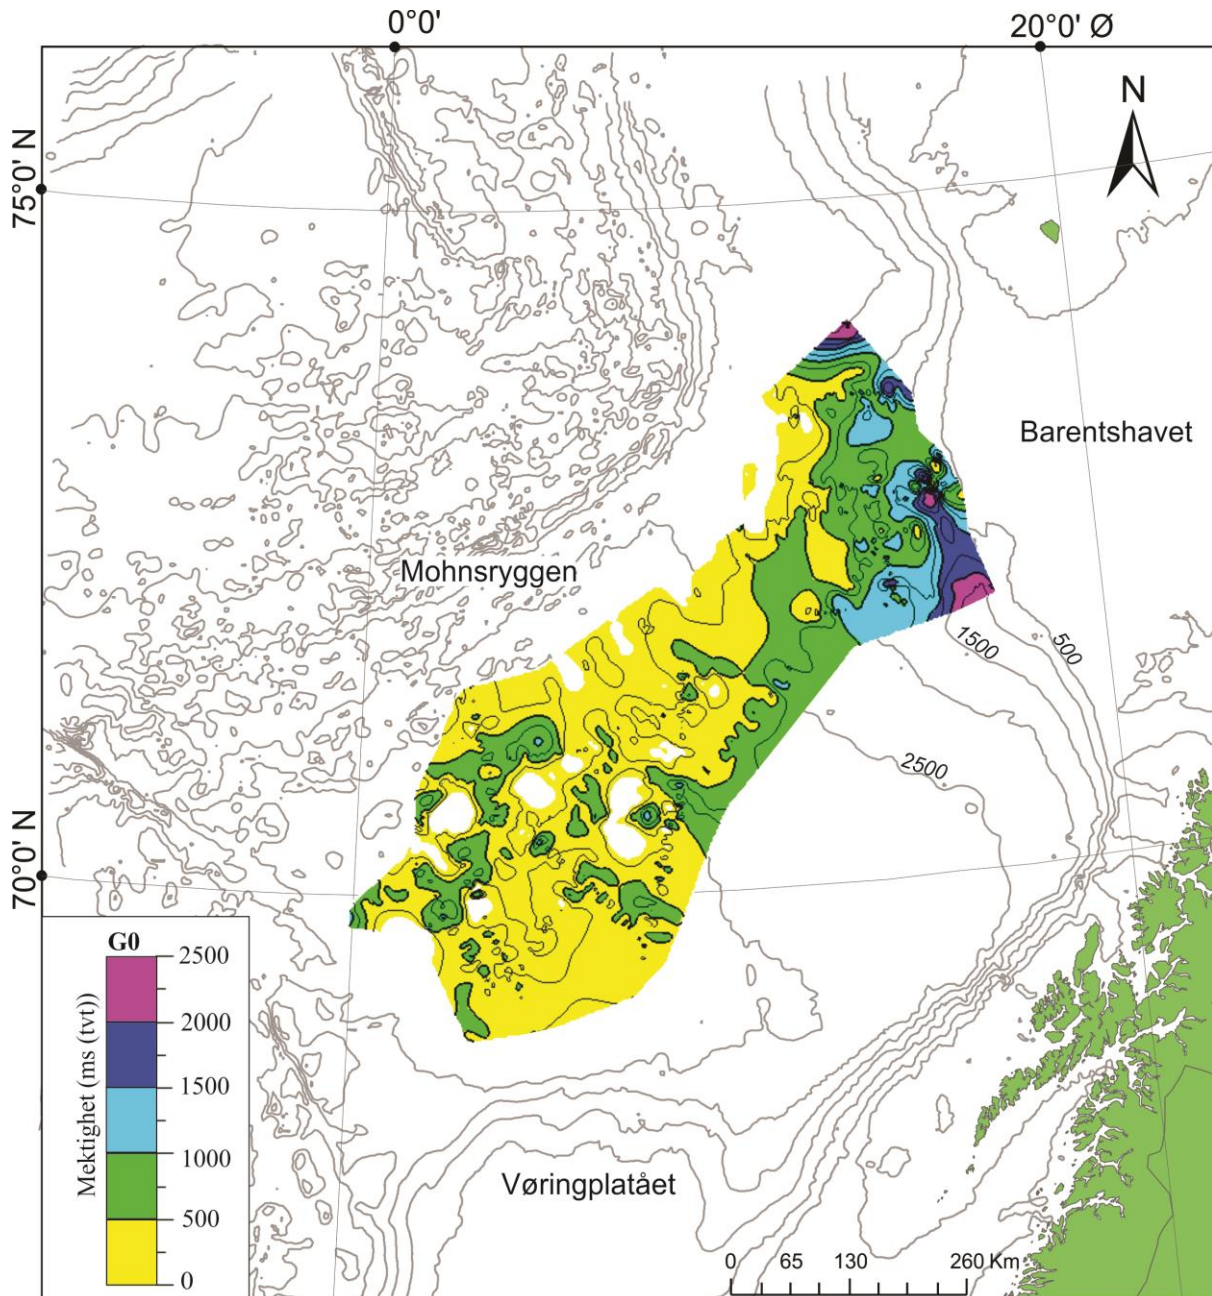 0°0'
20°0' Ø
N
75°0' N
Barentshavet
Mohnsryggen
1500
500
2500
70°0' N
G0
2500
2000
1500
1000
500
0
Mektighet (ms (tvt))
Vøringplatået
0 65 130 260 Km